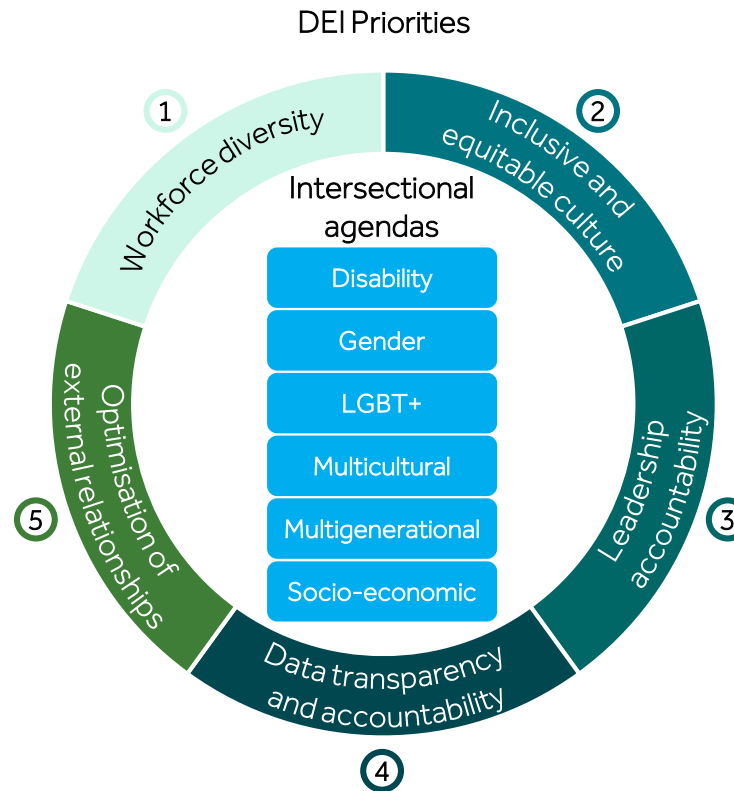 DEI Priorities
1
Workforce diversity
2
Inclusive and
equitable culture
Intersectional
agendas
Disability
Gender
LGBT+
Multicultural
Multigenerational
Socio-economic
Leadership
accountability
3
Data transparency
and accountability
4
Optimisation of
external relationships
5